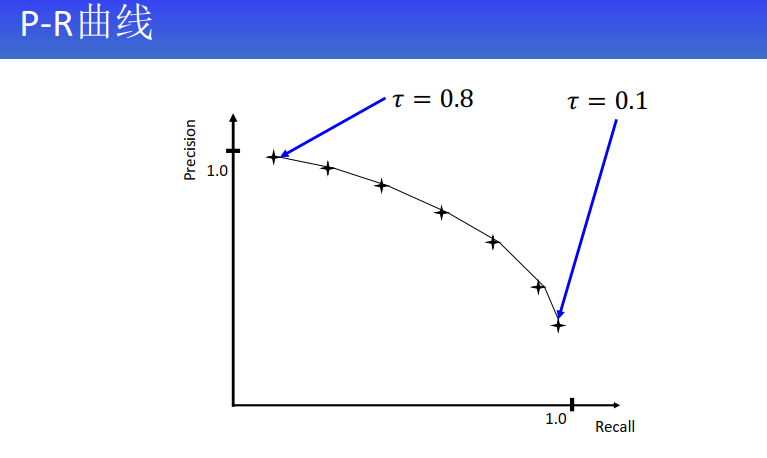 P-R曲线
τ = 0.8
τ = 0.1
Precision
1.0
1.0
Recall